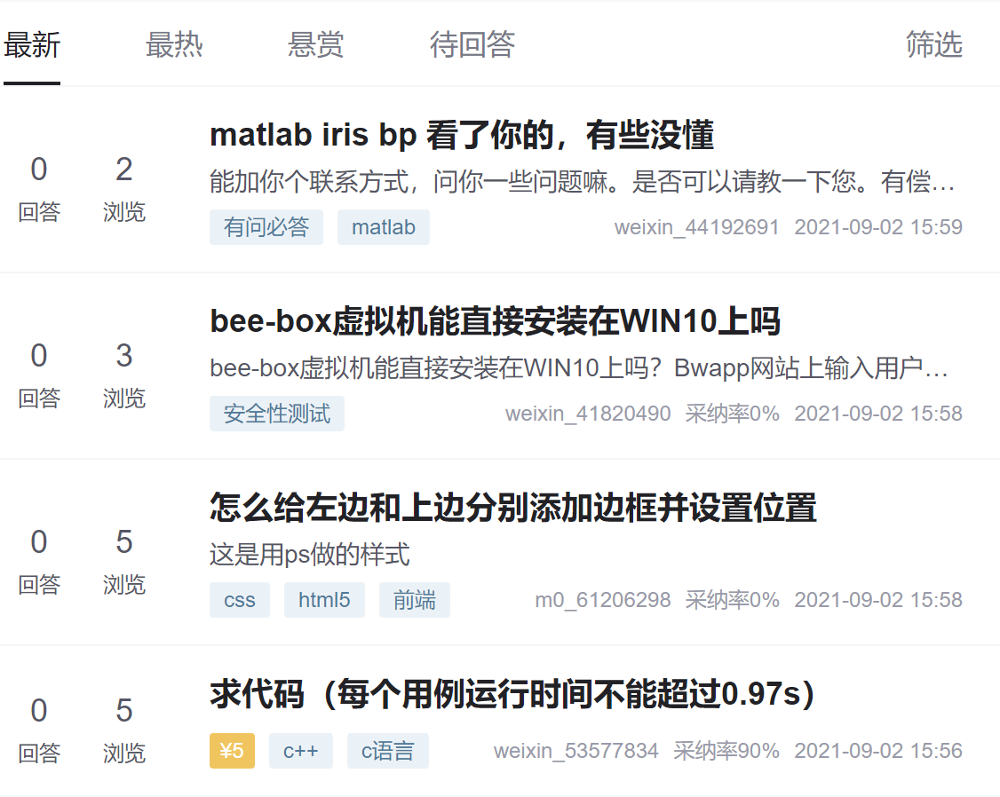 最新 最热 悬赏 待回答 筛选
matlab iris bp 看了你的，有些没懂
0 2 能加你个联系方式，问你一些问题嘛。是否可以请教一下您。有偿…
回答 浏览 有问必答 matlab weixin_44192691 2021-09-02 15:59
bee-box虚拟机能直接安装在WIN10上吗
0 3 bee-box虚拟机能直接安装在WIN10上吗？Bwapp网站上输入用户…
回答 浏览 安全性测试 weixin_41820490 采纳率0% 2021-09-02 15:58
怎么给左边和上边分别添加边框并设置位置
0 5 这是用ps做的样式
回答 浏览 css html5 前端 m0_61206298 采纳率0% 2021-09-02 15:58
求代码（每个用例运行时间不能超过0.97s）
0 5
回答 浏览 ¥5 c++ c语言 weixin_53577834 采纳率90% 2021-09-02 15:56